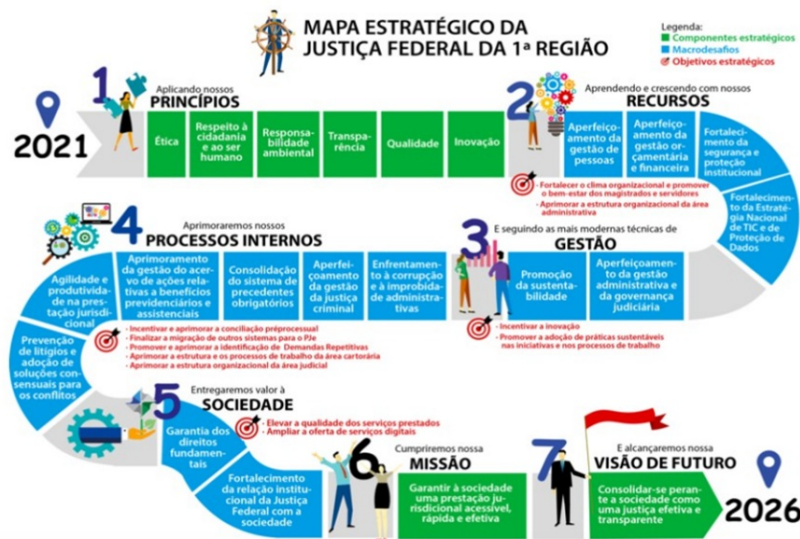 MAPA ESTRATÉGICO DA
JUSTIÇA FEDERAL DA 1ª REGIÃO
Legenda:
Componentes estratégicos
Macrodesafios
Objetivos estratégicos
2021
1
Aplicando nossos
PRINCÍPIOS
Ética
Respeito à
cidadania
e ao ser
humano
Responsa-
bilidade
ambiental
Transpa-
rência
Qualidade
Inovação
2
Aprendendo e crescendo com nossos
RECURSOS
Aperfeiço-
amento da
gestão de
pessoas
Aperfeiço-
amento da
gestão or-
çamentária
e financeira
Fortaleci-
mento da
segurança e
proteção
institucional
Fortalecimento
da Estratégia
Nacional
de TIC e de
Proteção de
Dados
- Fortalecer o clima organizacional e promover
o bem-estar dos magistrados e servidores
- Aprimorar a estrutura organizacional da área
administrativa
3
E seguindo as mais modernas técnicas de
GESTÃO
Promoção
da susten-
tabilidade
Aperfeiçoamento
da gestão
administrativa e
da governança
judiciária
- Incentivar a inovação
- Promover a adoção de práticas sustentáveis
nas iniciativas e nos processos de trabalho
4
Aprimoraremos nossos
PROCESSOS INTERNOS
Enfrentamen-
to à corrupção
e à improbida-
de administra-
tivas
Aperfei-
çoamento
da gestão
da justiça
criminal
Consolidação
do sistema de
precedentes
obrigatórios
Aprimoramento
da gestão do acer-
vo de ações rela-
tivas a benefícios
previdenciários e
assistenciais
Agilidade e
produtivida-
de na pres-
tação jurisdi-
cional
Prevenção
de litígios e
adoção de
soluções con-
sensuais para
os conflitos
- Incentivar e aprimorar a conciliação préprocessual
- Finalizar a migração de outros sistemas para o PJe
- Promover e aprimorar a identificação de Demandas Repetitivas
- Aprimorar a estrutura e os processos de trabalho da área cartorária
- Aprimorar a estrutura organizacional da área judicial
5
Entregaremos valor à
SOCIEDADE
- Elevar a qualidade dos serviços prestados
- Ampliar a oferta de serviços digitais
Garantia dos
direitos
fundamen-
tais
Fortalecimento
da relação institu-
cional da Justiça
Federal com a
sociedade
6
Cumpriremos nossa
MISSÃO
Garantir à sociedade
uma prestação ju-
risdicional acessível,
rápida e efetiva
7
E alcançaremos nossa
VISÃO DE FUTURO
Consolidar-se peran-
te a sociedade como
uma justiça efetiva e
transparente
2026